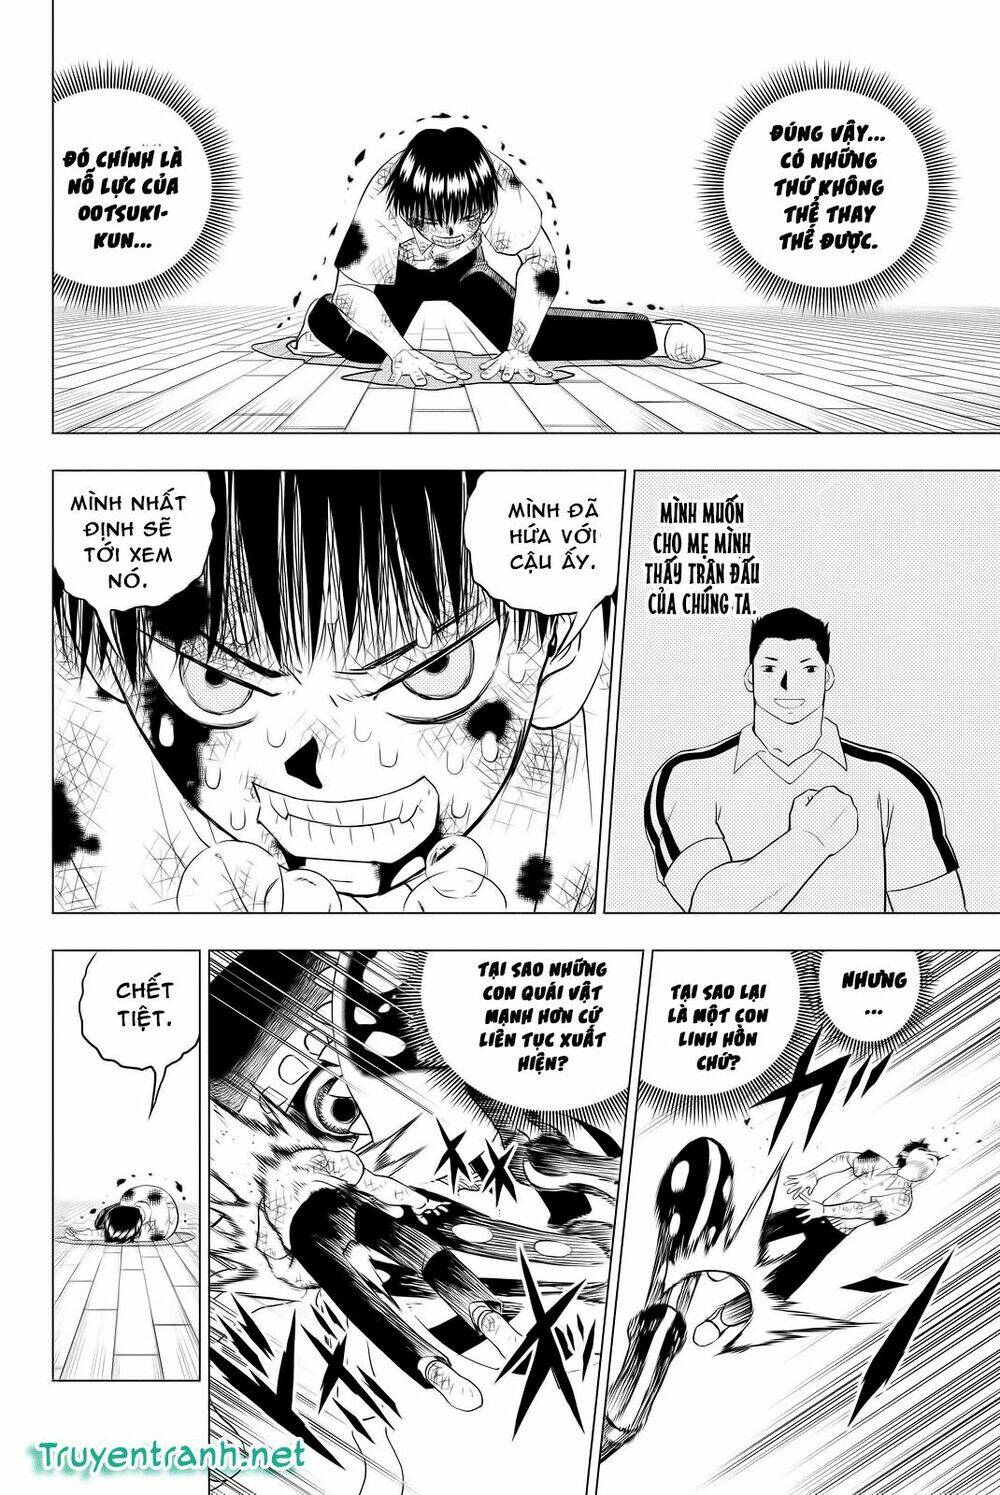 ĐÚNG VẬY...
CÓ NHỮNG
THỨ KHÔNG
THỂ THAY
THẾ ĐƯỢC.
ĐÓ CHÍNH LÀ
NỖ LỰC CỦA
OOTSUKI-
KUN...
MÌNH MUỐN
CHO MẸ MÌNH
THẤY TRẬN ĐẤU
CỦA CHÚNG TA.
MÌNH ĐÃ
HỨA VỚI
CẬU ẤY.
MÌNH NHẤT
ĐỊNH SẼ
TỚI XEM
NÓ.
NHƯNG
...
TẠI SAO LẠI
LÀ MỘT CON
LINH HỒN
CHỨ?
ガッ
TẠI SAO NHỮNG
CON QUÁI VẬT
MẠNH HƠN CỨ
LIÊN TỤC XUẤT
HIỆN?
CHẾT
TIỆT.
Truyentranh.net